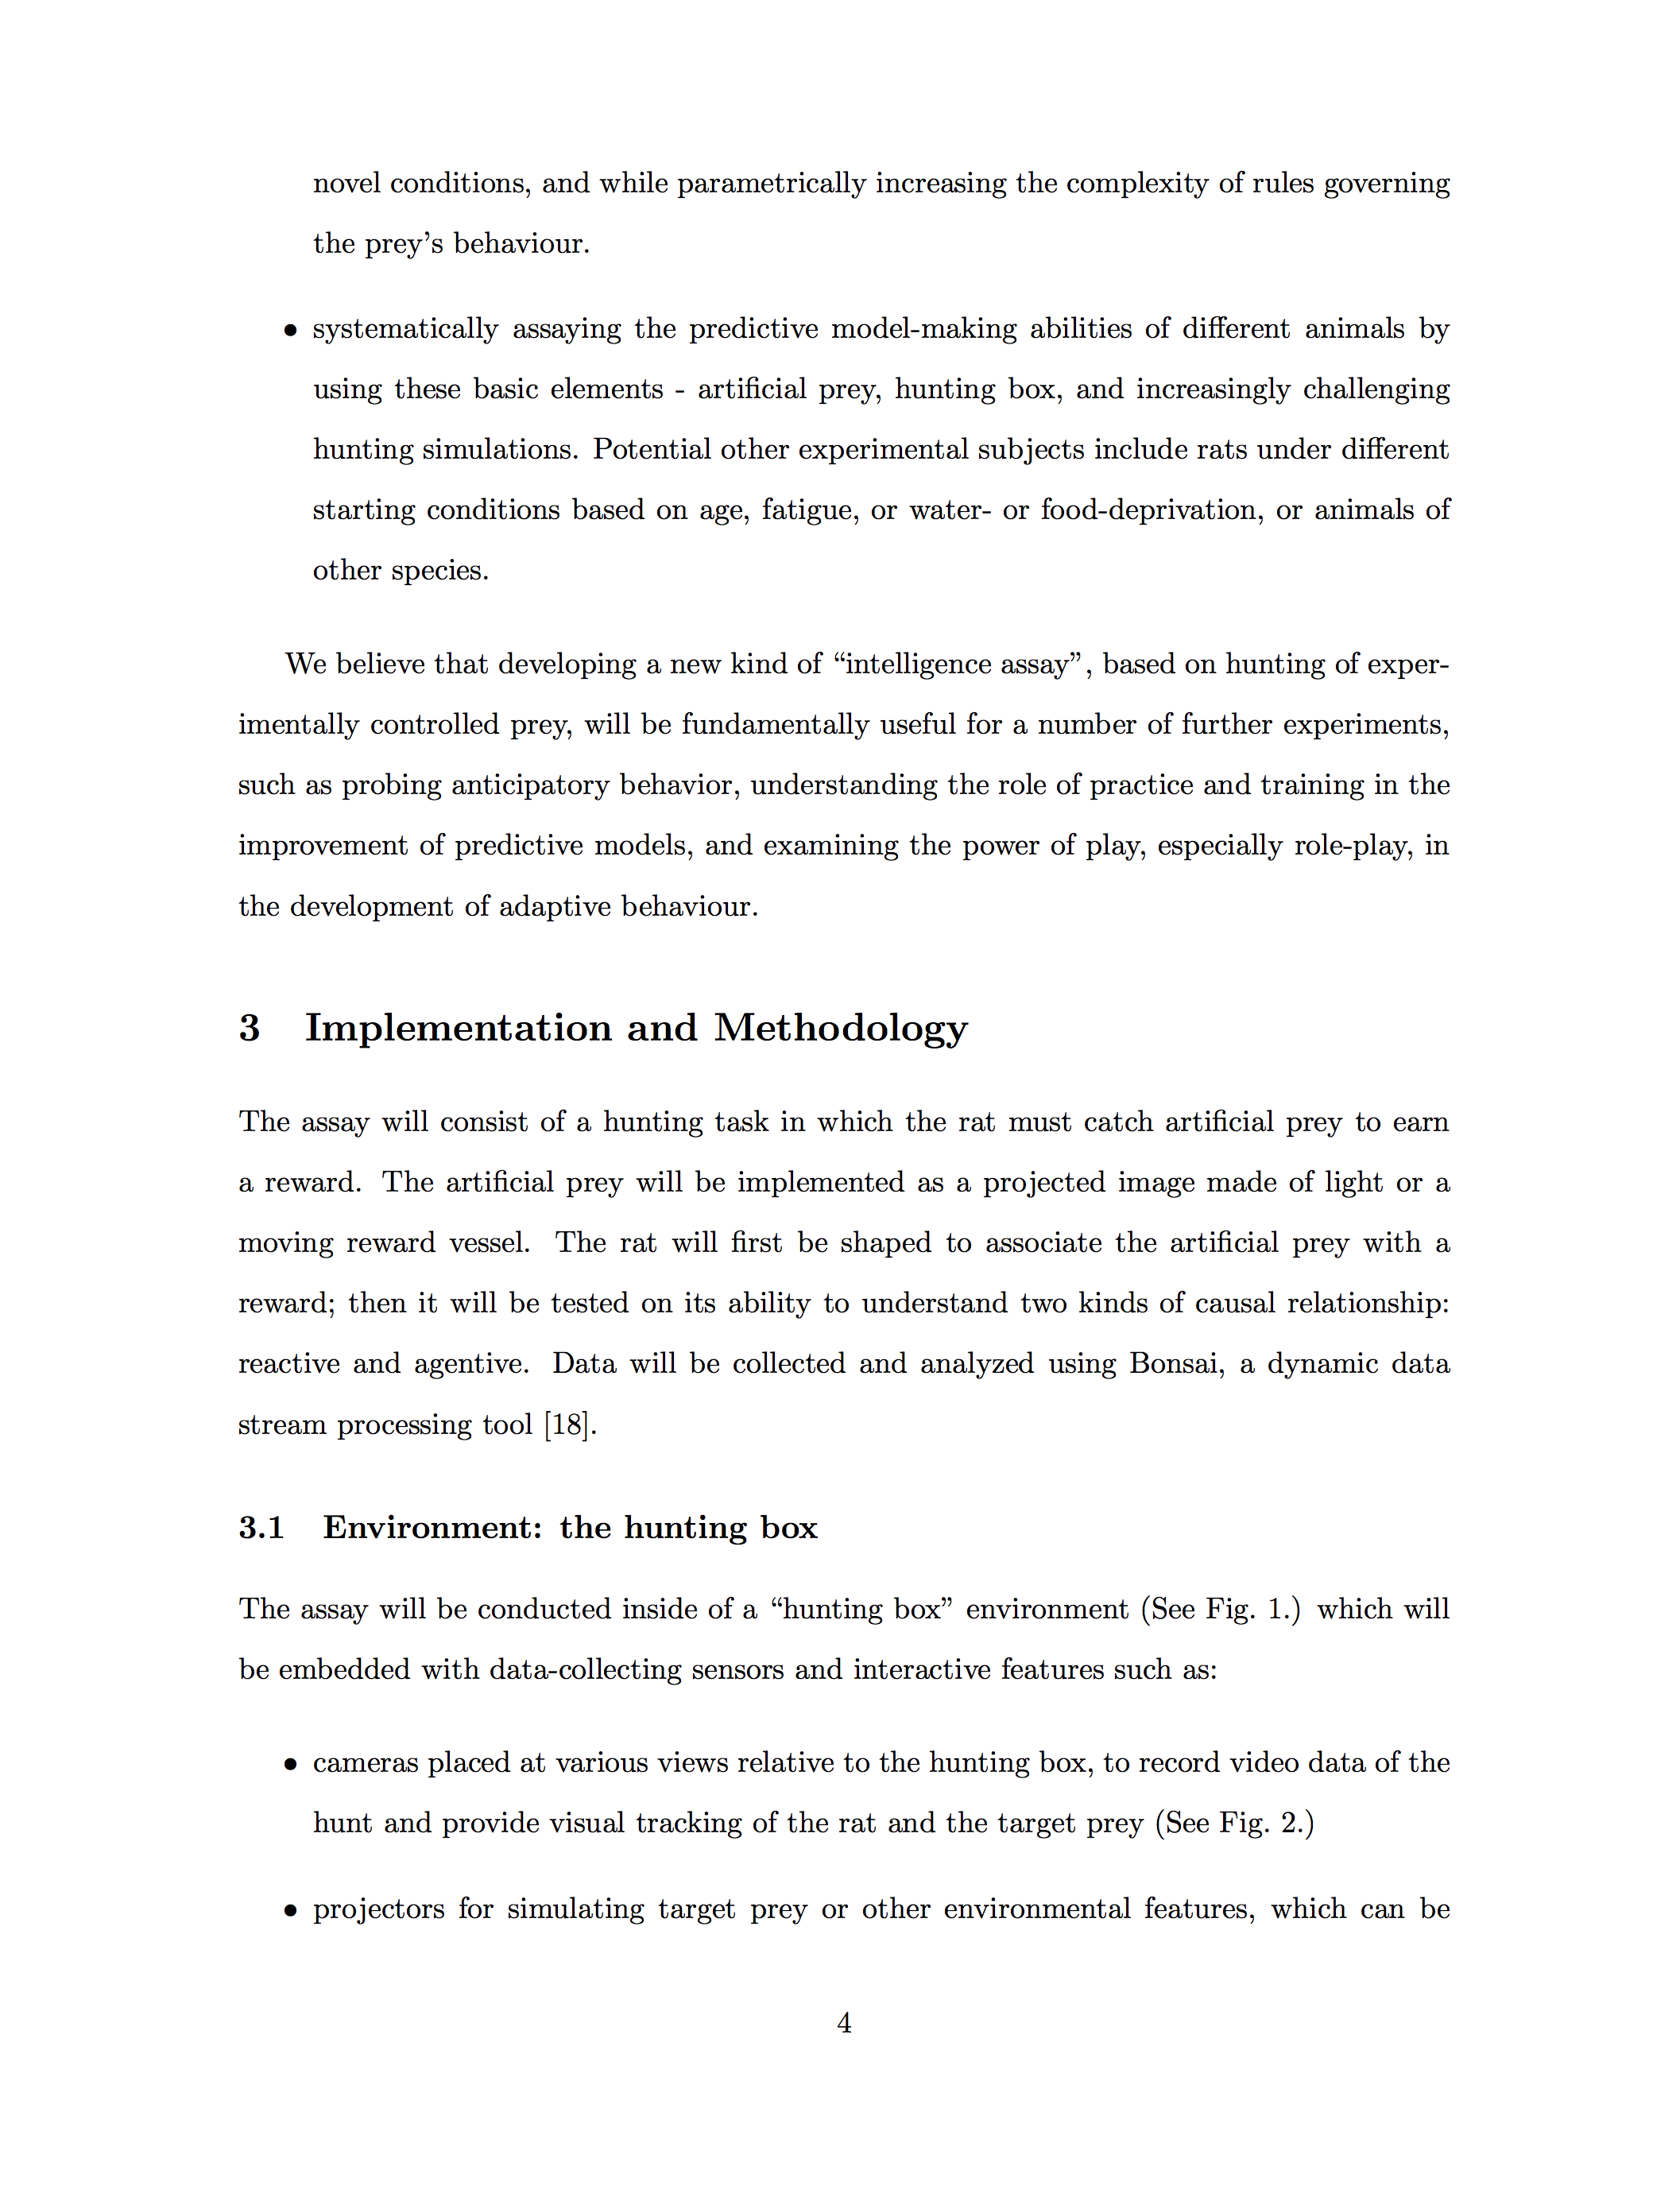 novel conditions, and while parametrically increasing the complexity of rules governing
the prey's behaviour.
• systematically assaying the predictive model-making abilities of different animals by
using these basic elements - artificial prey, hunting box, and increasingly challenging
hunting simulations. Potential other experimental subjects include rats under different
starting conditions based on age, fatigue, or water- or food-deprivation, or animals of
other species.
We believe that developing a new kind of “intelligence assay”, based on hunting of exper-
imentally controlled prey, will be fundamentally useful for a number of further experiments,
such as probing anticipatory behavior, understanding the role of practice and training in the
improvement of predictive models, and examining the power of play, especially role-play, in
the development of adaptive behaviour.
3 Implementation and Methodology
The assay will consist of a hunting task in which the rat must catch artificial prey to earn
a reward. The artificial prey will be implemented as a projected image made of light or a
moving reward vessel. The rat will first be shaped to associate the artificial prey with a
reward; then it will be tested on its ability to understand two kinds of causal relationship:
reactive and agentive. Data will be collected and analyzed using Bonsai, a dynamic data
stream processing tool [18].
3.1 Environment: the hunting box
The assay will be conducted inside of a “hunting box” environment (See Fig. 1.) which will
be embedded with data-collecting sensors and interactive features such as:
• cameras placed at various views relative to the hunting box, to record video data of the
hunt and provide visual tracking of the rat and the target prey (See Fig. 2.)
• projectors for simulating target prey or other environmental features, which can be
4